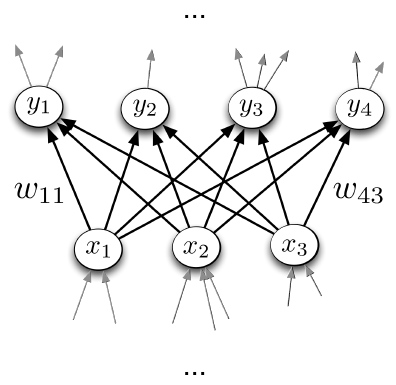 ...
y₁ y₂ y₃ y₄
w₁₁ w₄₃
x₁ x₂ x₃
...